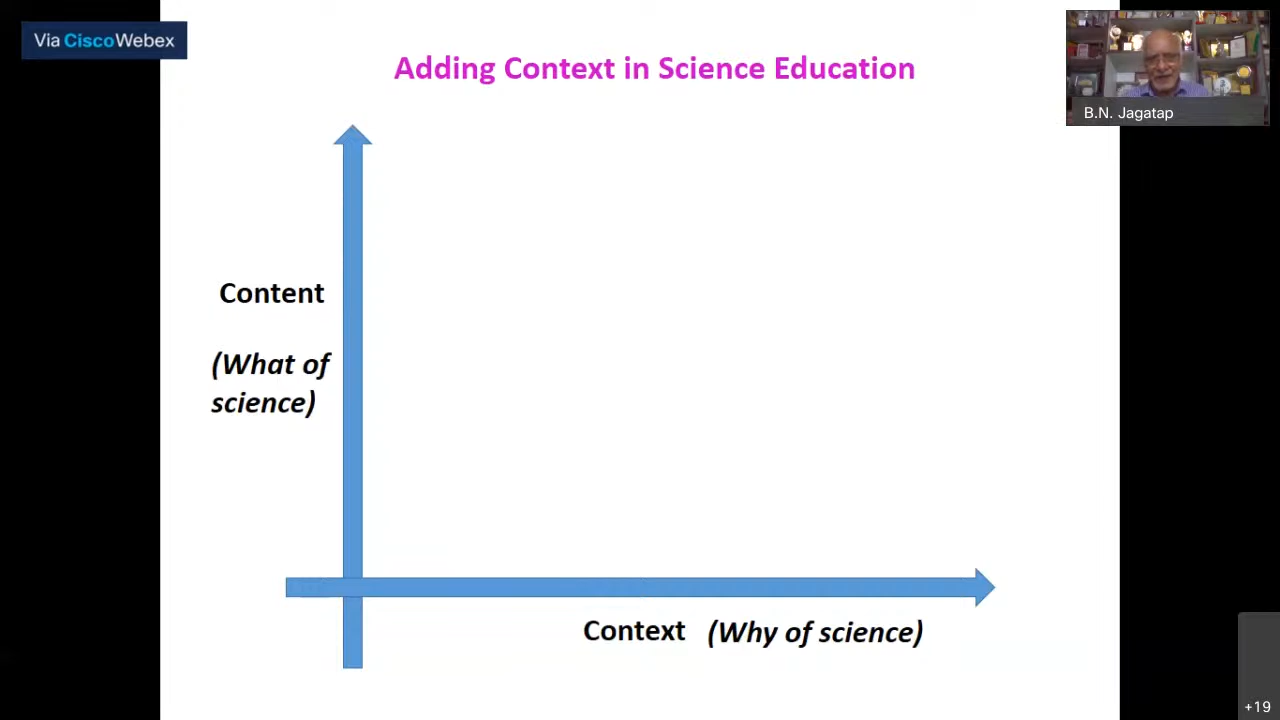 Via CiscoWebex
Adding Context in Science Education
B.N. Jagatap
Content
(What of
science)
Context (Why of science)
+19